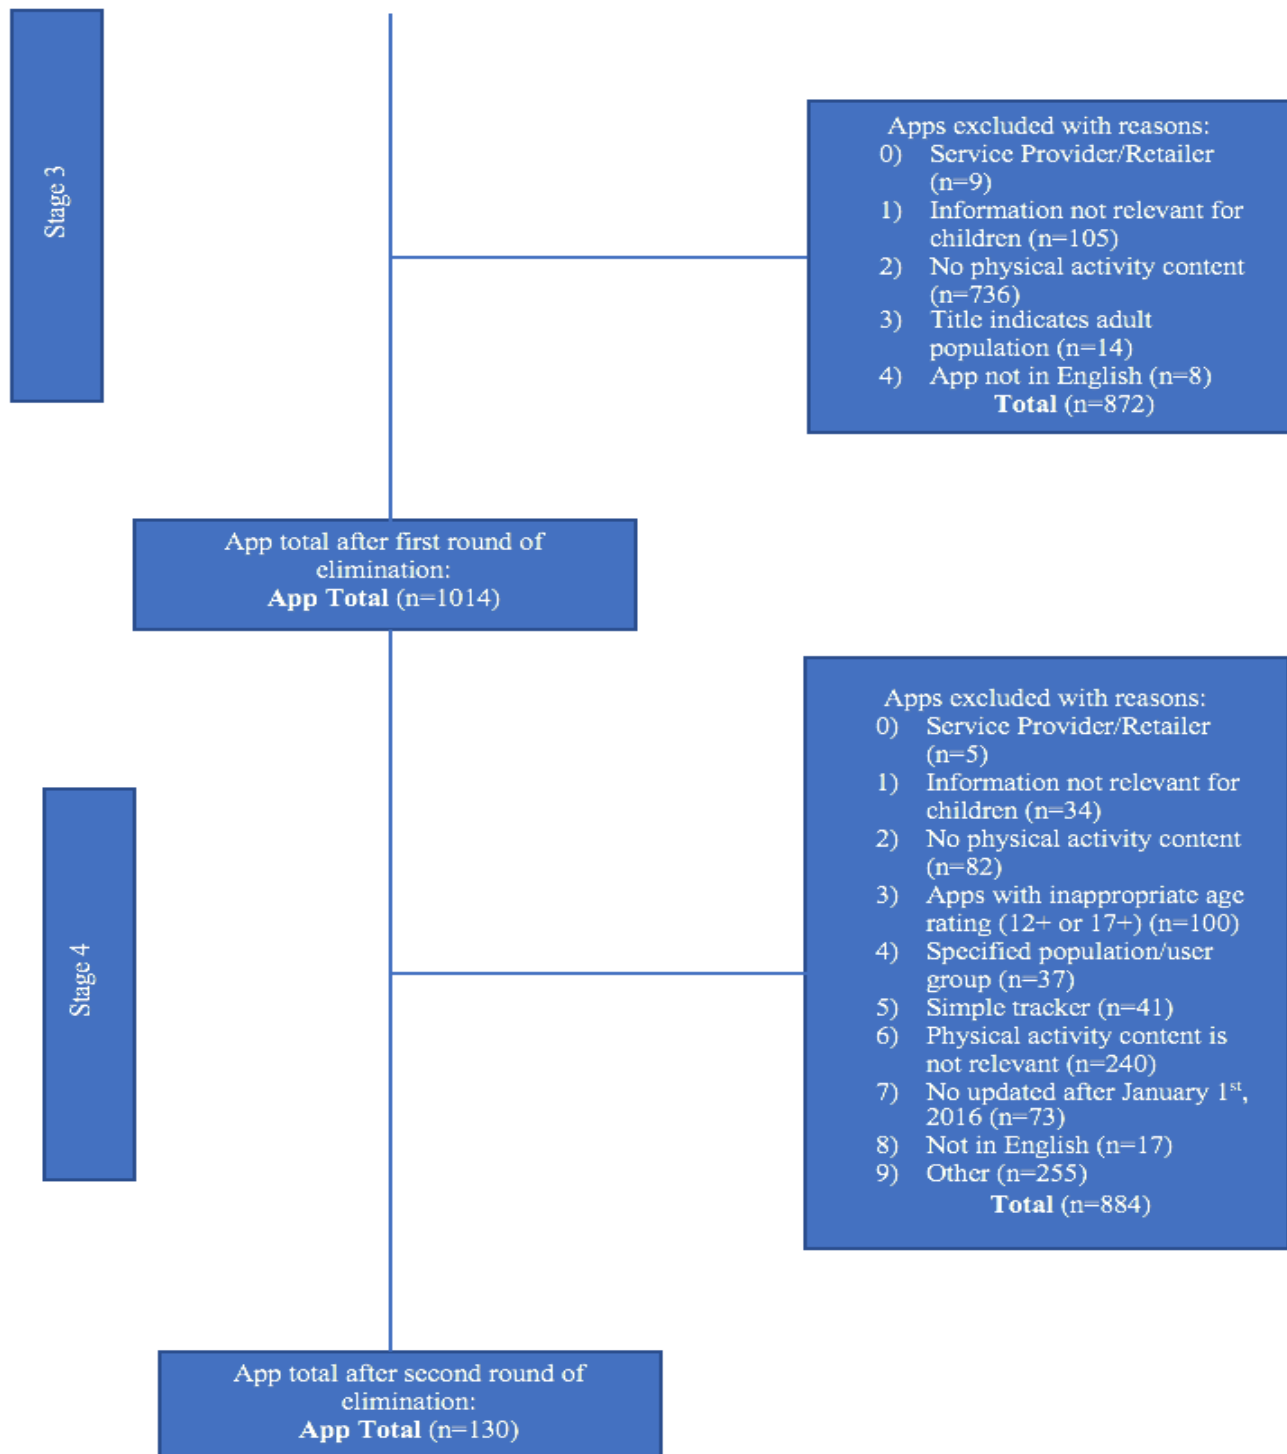 Stage 3
Apps excluded with reasons:
0) Service Provider/Retailer
(n=9)
1) Information not relevant for
children (n=105)
2) No physical activity content
(n=736)
3) Title indicates adult
population (n=14)
4) App not in English (n=8)
Total (n=872)
App total after first round of
elimination:
App Total (n=1014)
Stage 4
Apps excluded with reasons:
0) Service Provider/Retailer
(n=5)
1) Information not relevant for
children (n=34)
2) No physical activity content
(n=82)
3) Apps with inappropriate age
rating (12+ or 17+) (n=100)
4) Specified population/user
group (n=37)
5) Simple tracker (n=41)
6) Physical activity content is
not relevant (n=240)
7) No updated after January 1st,
2016 (n=73)
8) Not in English (n=17)
9) Other (n=255)
Total (n=884)
App total after second round of
elimination:
App Total (n=130)